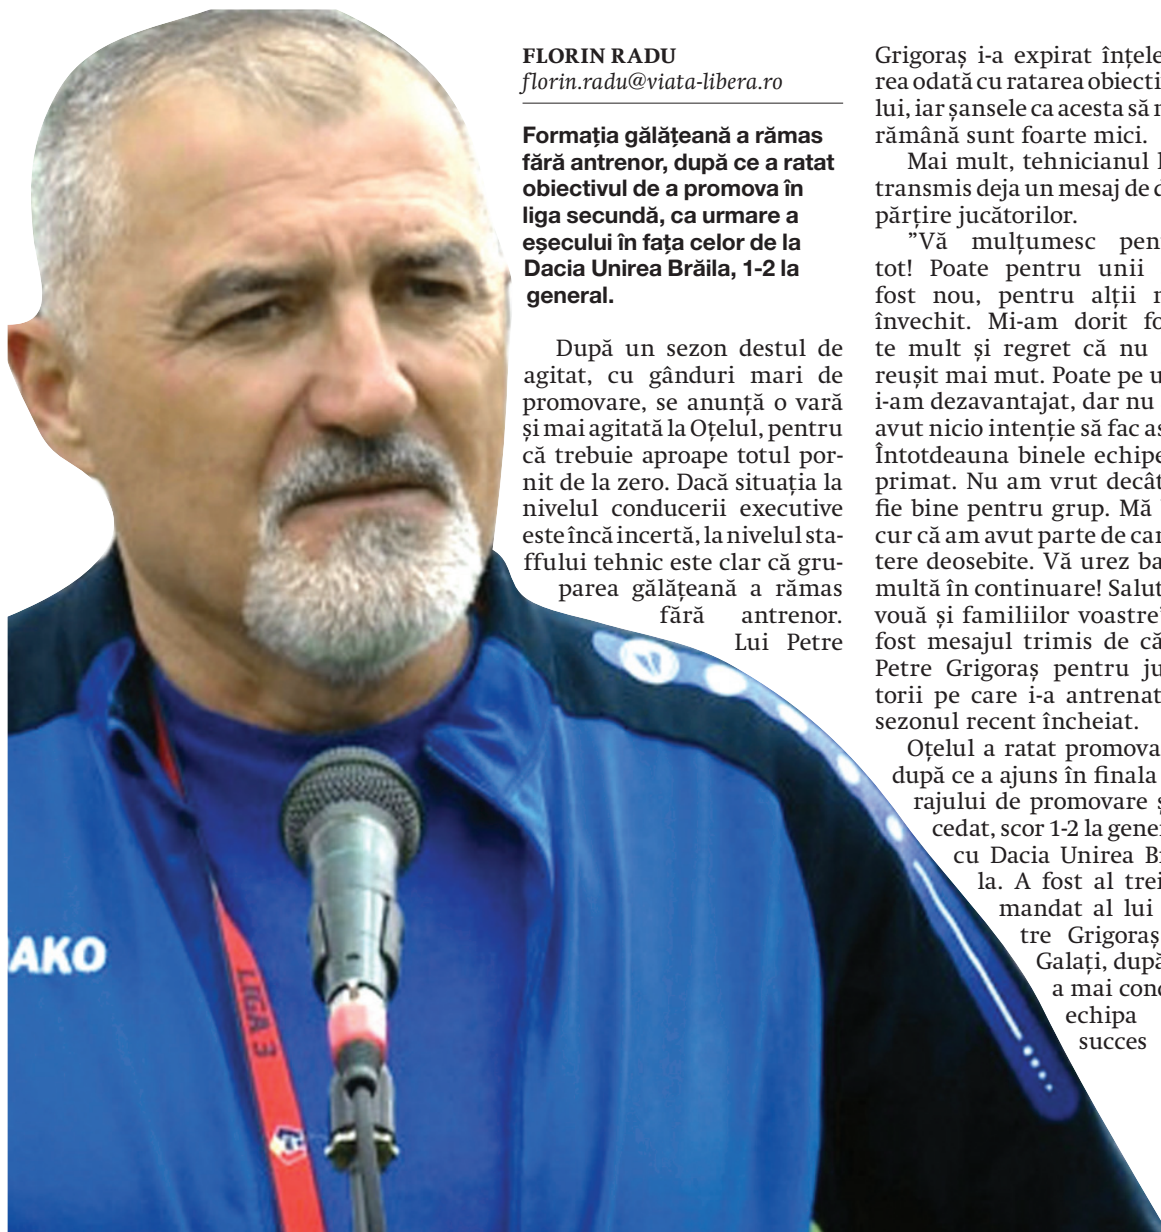 FLORIN RADU
florin.radu@viata-libera.ro
Formația gălățeană a rămas
fără antrenor, după ce a ratat
obiectivul de a promova în
liga secundă, ca urmare a
eșecului în fața celor de la
Dacia Unirea Brăila, 1-2 la
general.
După un sezon destul de
agitat, cu gânduri mari de
promovare, se anunță o vară
și mai agitată la Oțelul, pentru
că trebuie aproape totul por-
nit de la zero. Dacă situația la
nivelul conducerii executive
este încă incertă, la nivelul sta-
ffului tehnic este clar că gru-
parea gălățeană a rămas
fără antrenor.
Lui Petre
Grigoraș i-a expirat înțele
rea odată cu ratarea obiecti
lui, iar șansele ca acesta să
rămână sunt foarte mici.
Mai mult, tehnicianul
transmis deja un mesaj de
părțire jucătorilor.
”Vă mulțumesc pen
tot! Poate pentru unii
fost nou, pentru alții
învechit. Mi-am dorit fo
te mult și regret că nu
reușit mai mut. Poate pe
i-am dezavantajat, dar nu
avut nicio intenție să fac
Întotdeauna binele echipe
primat. Nu am vrut decât
fie bine pentru grup. Mă
cur că am avut parte de car
tere deosebite. Vă urez ba
multă în continuare! Salut
vouă și familiilor voastre”
fost mesajul trimis de că
Petre Grigoraș pentru ju
torii pe care i-a antrenat
sezonul recent încheiat.
Oțelul a ratat promova
după ce a ajuns în finala
rajului de promovare
cedat, scor 1-2 la gener
cu Dacia Unirea B
la. A fost al trei
mandat al lui
tre Grigoraș
Galați, după
a mai cond
echipa
succes
AKO
LIGA 3